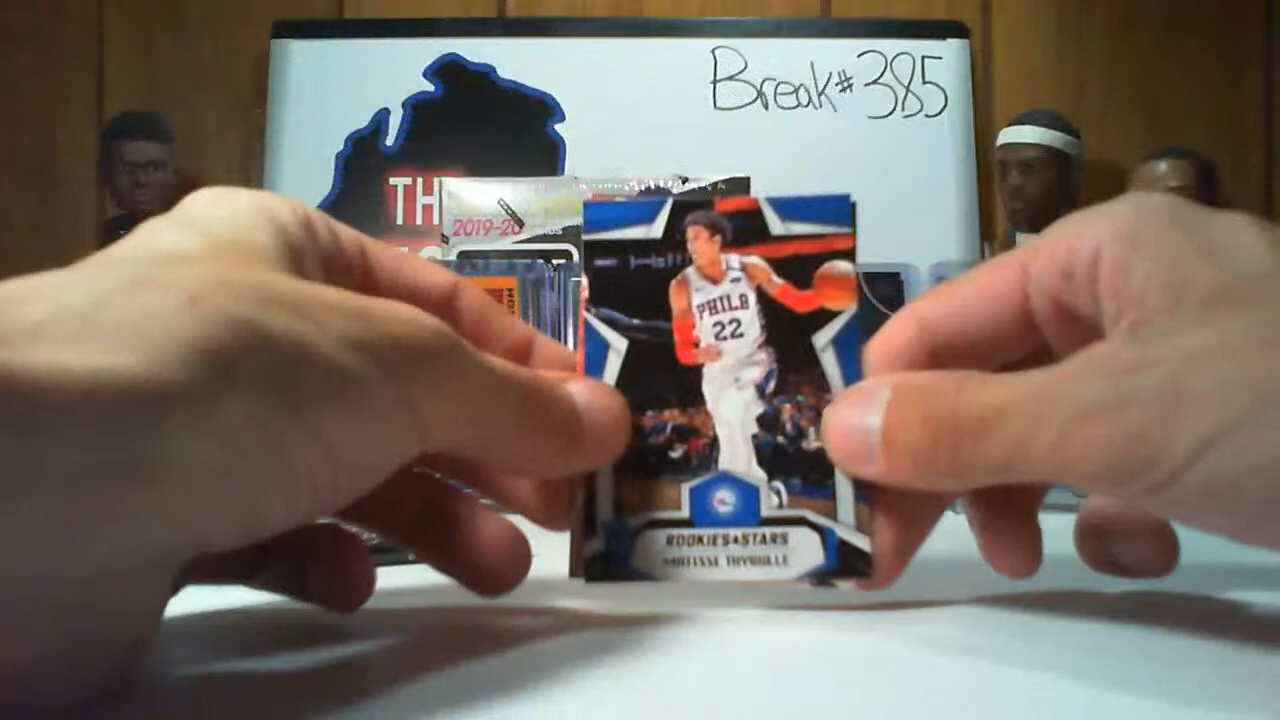 Break #385
TH
2019-20
PHILA
22
ROOKIES & STARS
MATISSE THYBULLE